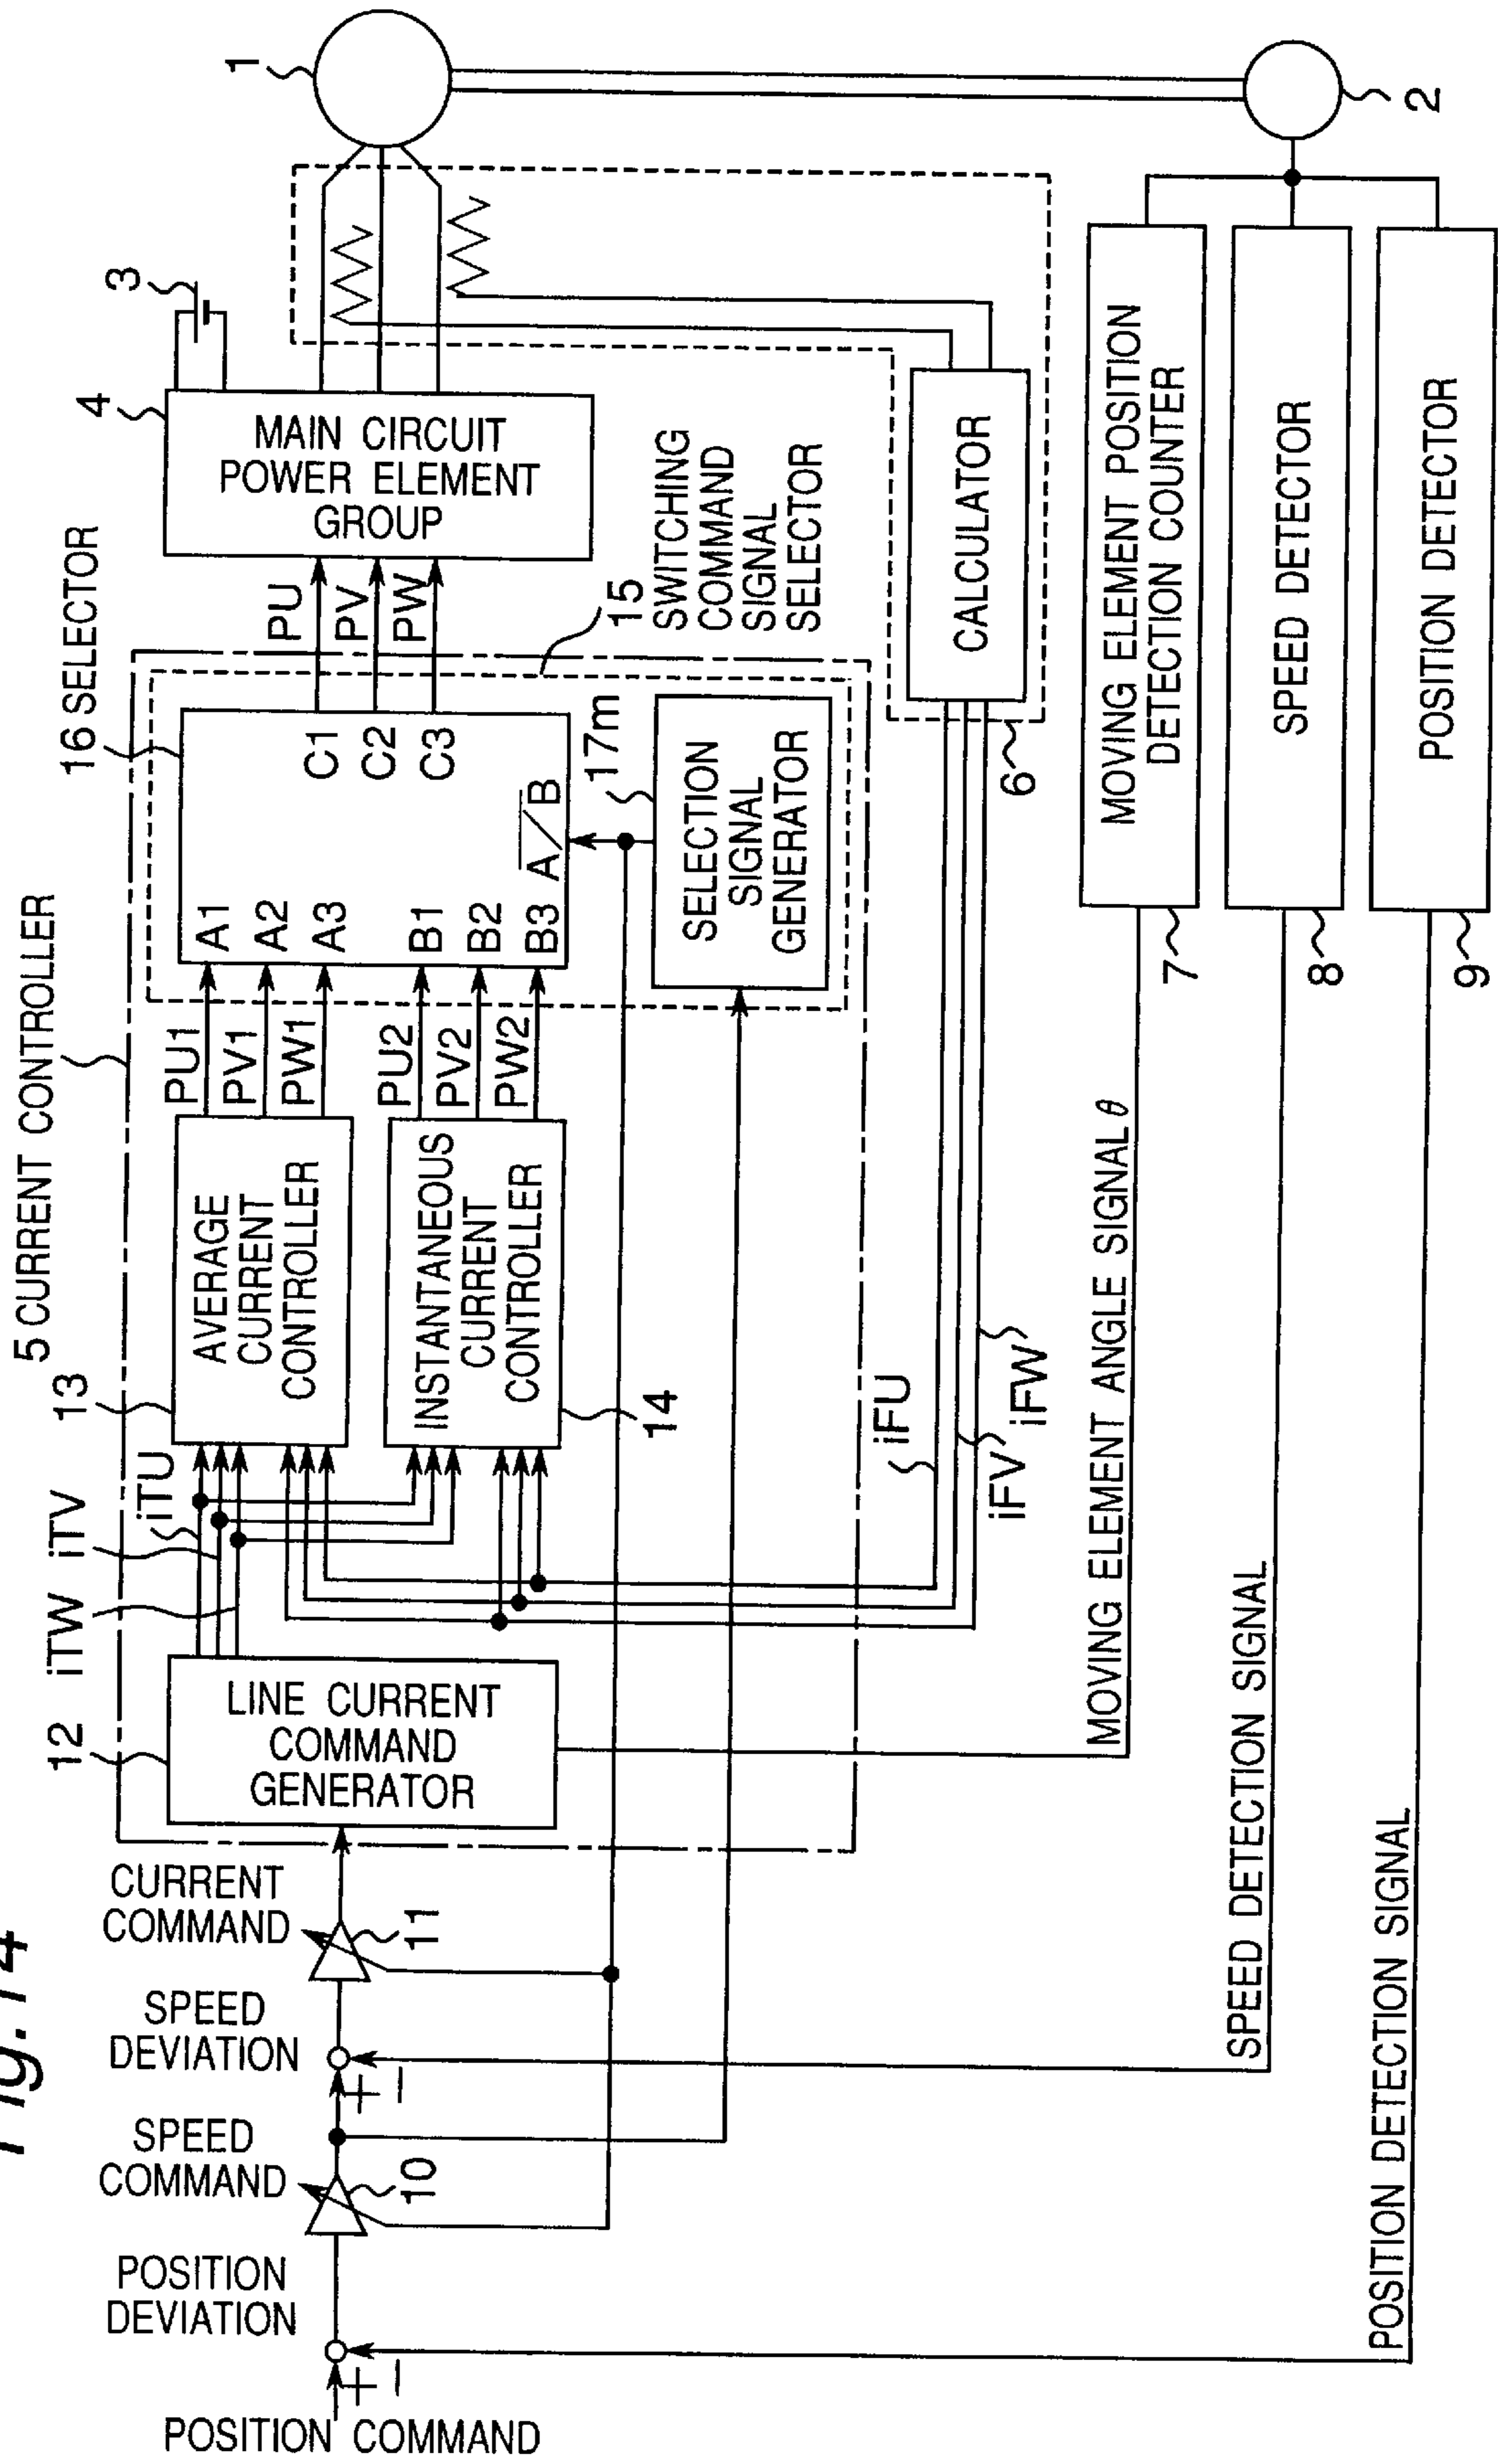 Fig. 14
5 CURRENT CONTROLLER
16 SELECTOR
4
3
1
12
iTW
iTV
iTU
13
LINE CURRENT
COMMAND
GENERATOR
AVERAGE
CURRENT
CONTROLLER
PU1
PV1
PW1
A1
A2
A3
C1
C2
C3
PU
PV
PW
MAIN CIRCUIT
POWER ELEMENT
GROUP
INSTANTANEOUS
CURRENT
CONTROLLER
14
PU2
PV2
PW2
B1
B2
B3
A/B
17m
SELECTION
SIGNAL
GENERATOR
15
SWITCHING
COMMAND
SIGNAL
SELECTOR
POSITION COMMAND
+
−
POSITION
DEVIATION
SPEED
COMMAND
10
+
−
SPEED
DEVIATION
CURRENT
COMMAND
11
iFU
iFV
iFW
6
CALCULATOR
MOVING ELEMENT ANGLE SIGNAL θ
7
MOVING ELEMENT POSITION
DETECTION COUNTER
SPEED DETECTION SIGNAL
8
SPEED DETECTOR
2
POSITION DETECTION SIGNAL
9
POSITION DETECTOR